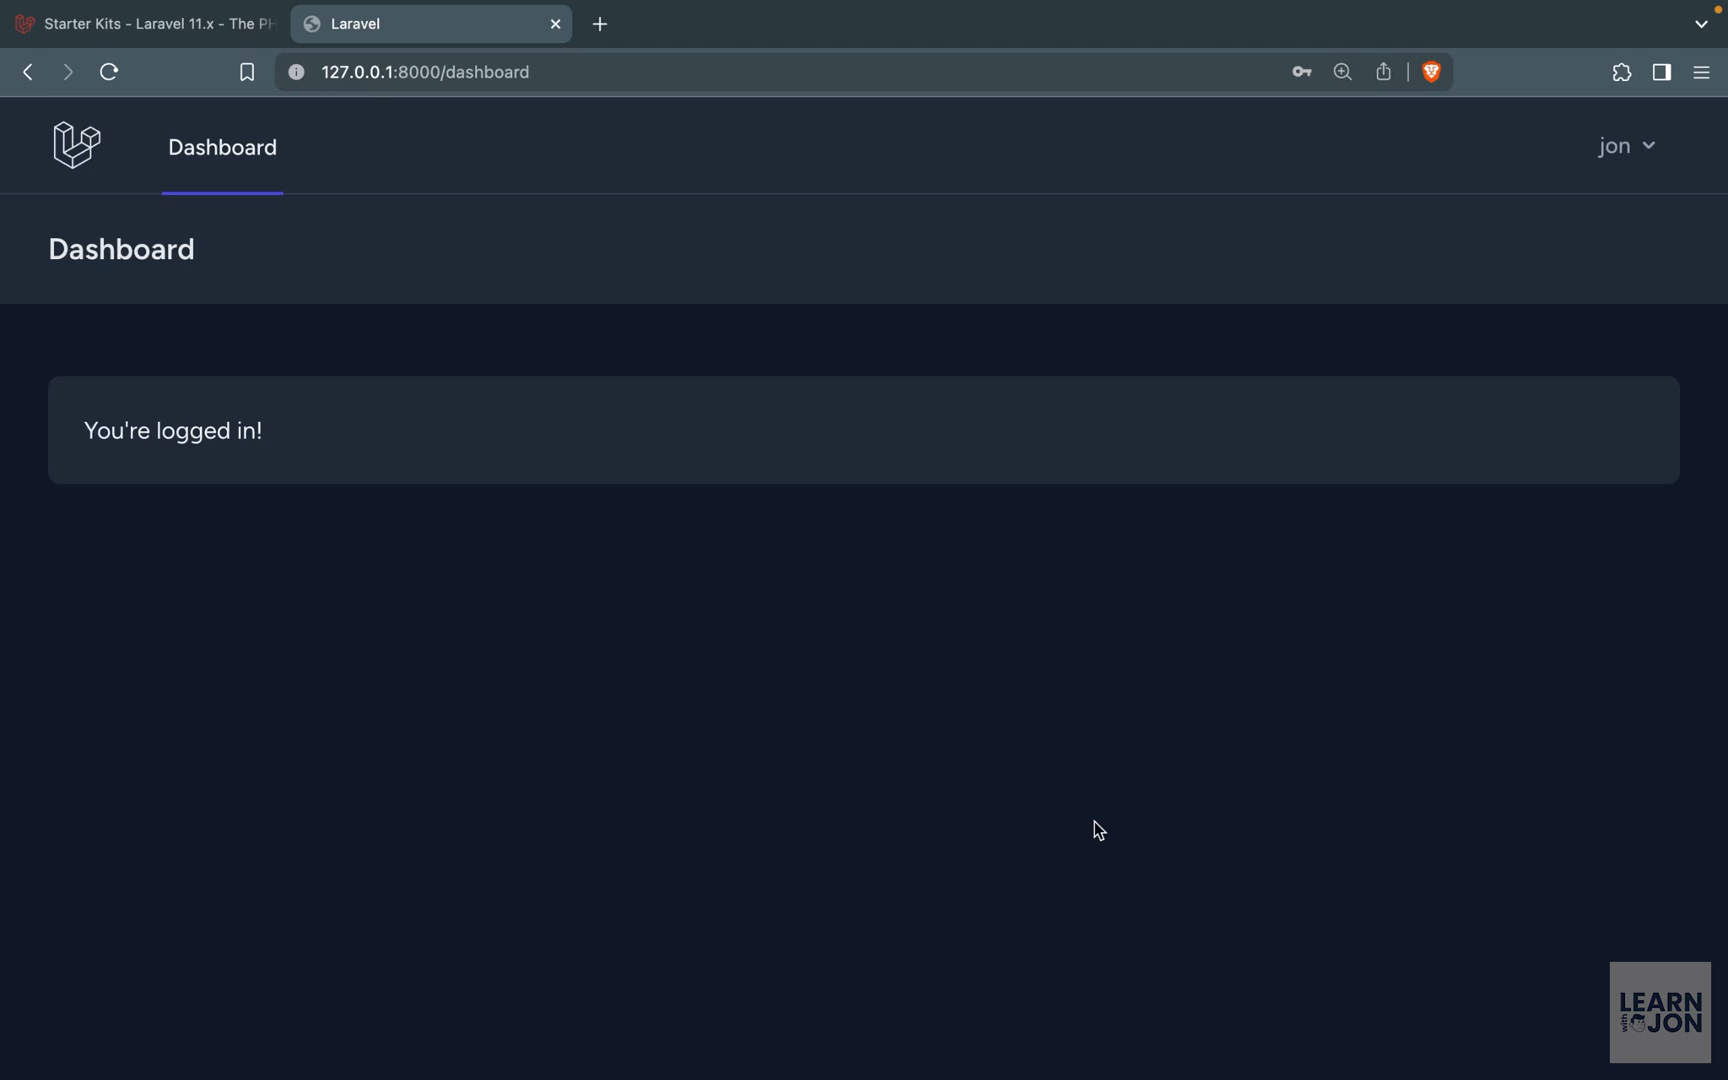 Starter Kits - Laravel 11.x - The PH
Laravel
127.0.0.1:8000/dashboard
Dashboard
jon
Dashboard
You're logged in!
LEARN
with JON